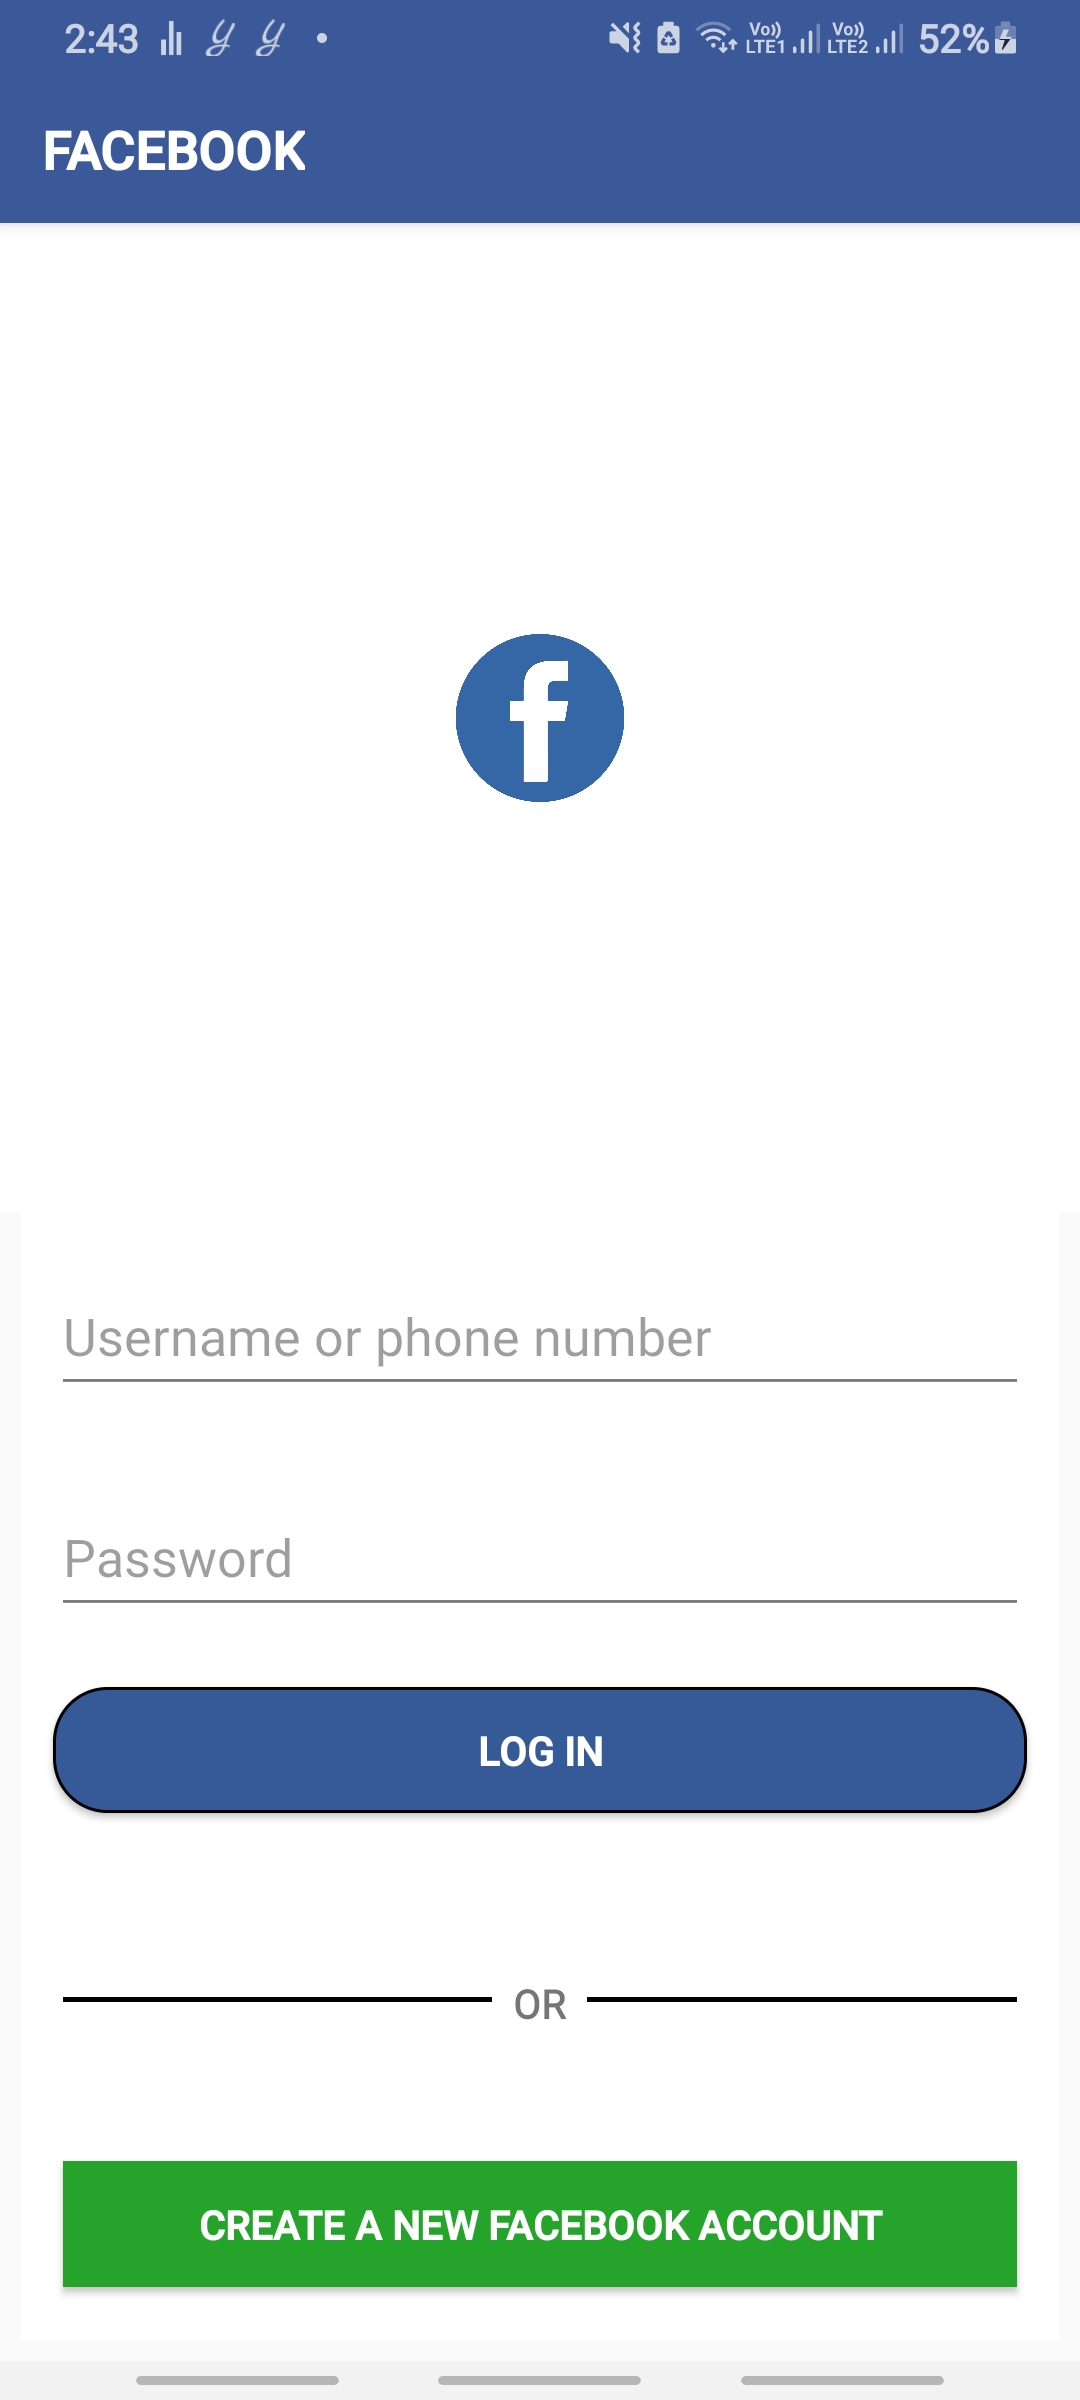 2:43
Vo)) LTE1
Vo)) LTE2
52%
FACEBOOK
f
Username or phone number
Password
LOG IN
OR
CREATE A NEW FACEBOOK ACCOUNT